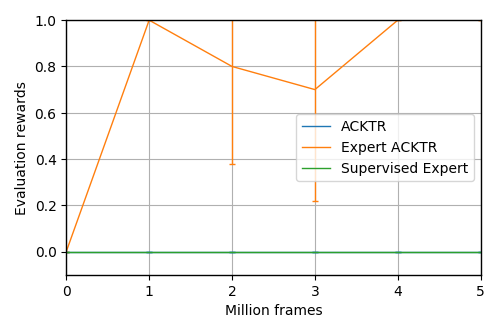 1.0
0.8
0.6
0.4
0.2
0.0
Evaluation rewards
ACKTR
Expert ACKTR
Supervised Expert
0 1 2 3 4 5
Million frames